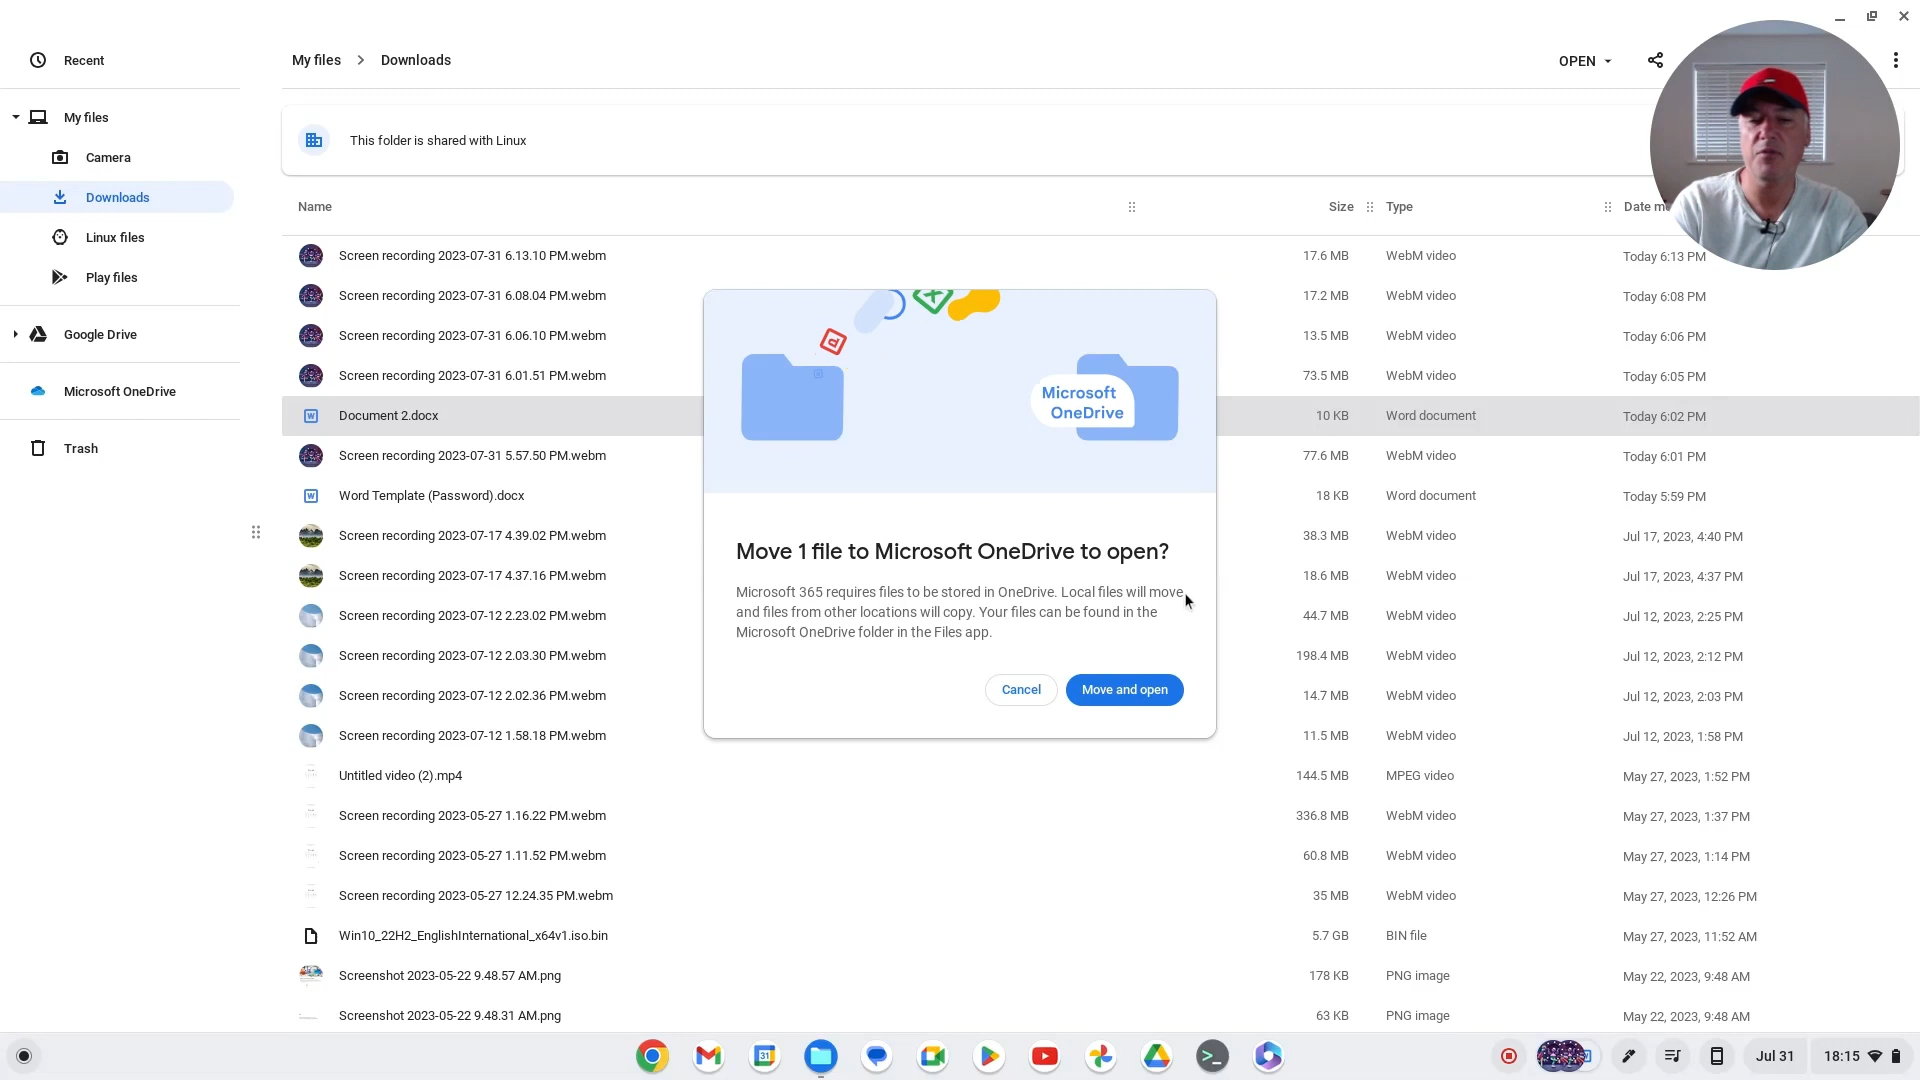 Recent
My files
Camera
Downloads
Linux files
Play files
Google Drive
Microsoft OneDrive
Trash
My files > Downloads
OPEN
This folder is shared with Linux
Name Size Type
Screen recording 2023-07-31 6.13.10 PM.webm 17.6 MB WebM video Today 6:13 PM
Screen recording 2023-07-31 6.08.04 PM.webm 17.2 MB WebM video Today 6:08 PM
Screen recording 2023-07-31 6.06.10 PM.webm 13.5 MB WebM video Today 6:06 PM
Screen recording 2023-07-31 6.01.51 PM.webm 73.5 MB WebM video Today 6:05 PM
Document 2.docx 10 KB Word document Today 6:02 PM
Screen recording 2023-07-31 5.57.50 PM.webm 77.6 MB WebM video Today 6:01 PM
Word Template (Password).docx 18 KB Word document Today 5:59 PM
Screen recording 2023-07-17 4.39.02 PM.webm 38.3 MB WebM video Jul 17, 2023, 4:40 PM
Screen recording 2023-07-17 4.37.16 PM.webm 18.6 MB WebM video Jul 17, 2023, 4:37 PM
Screen recording 2023-07-12 2.23.02 PM.webm 44.7 MB WebM video Jul 12, 2023, 2:25 PM
Screen recording 2023-07-12 2.03.30 PM.webm 198.4 MB WebM video Jul 12, 2023, 2:12 PM
Screen recording 2023-07-12 2.02.36 PM.webm 14.7 MB WebM video Jul 12, 2023, 2:03 PM
Screen recording 2023-07-12 1.58.18 PM.webm 11.5 MB WebM video Jul 12, 2023, 1:58 PM
Untitled video (2).mp4 144.5 MB MPEG video May 27, 2023, 1:52 PM
Screen recording 2023-05-27 1.16.22 PM.webm 336.8 MB WebM video May 27, 2023, 1:37 PM
Screen recording 2023-05-27 1.11.52 PM.webm 60.8 MB WebM video May 27, 2023, 1:14 PM
Screen recording 2023-05-27 12.24.35 PM.webm 35 MB WebM video May 27, 2023, 12:26 PM
Win10_22H2_EnglishInternational_x64v1.iso.bin 5.7 GB BIN file May 27, 2023, 11:52 AM
Screenshot 2023-05-22 9.48.57 AM.png 178 KB PNG image May 22, 2023, 9:48 AM
Screenshot 2023-05-22 9.48.31 AM.png 63 KB PNG image May 22, 2023, 9:48 AM
Microsoft
OneDrive
Move 1 file to Microsoft OneDrive to open?
Microsoft 365 requires files to be stored in OneDrive. Local files will move
and files from other locations will copy. Your files can be found in the
Microsoft OneDrive folder in the Files app.
Cancel Move and open
31
Jul 31 18:15